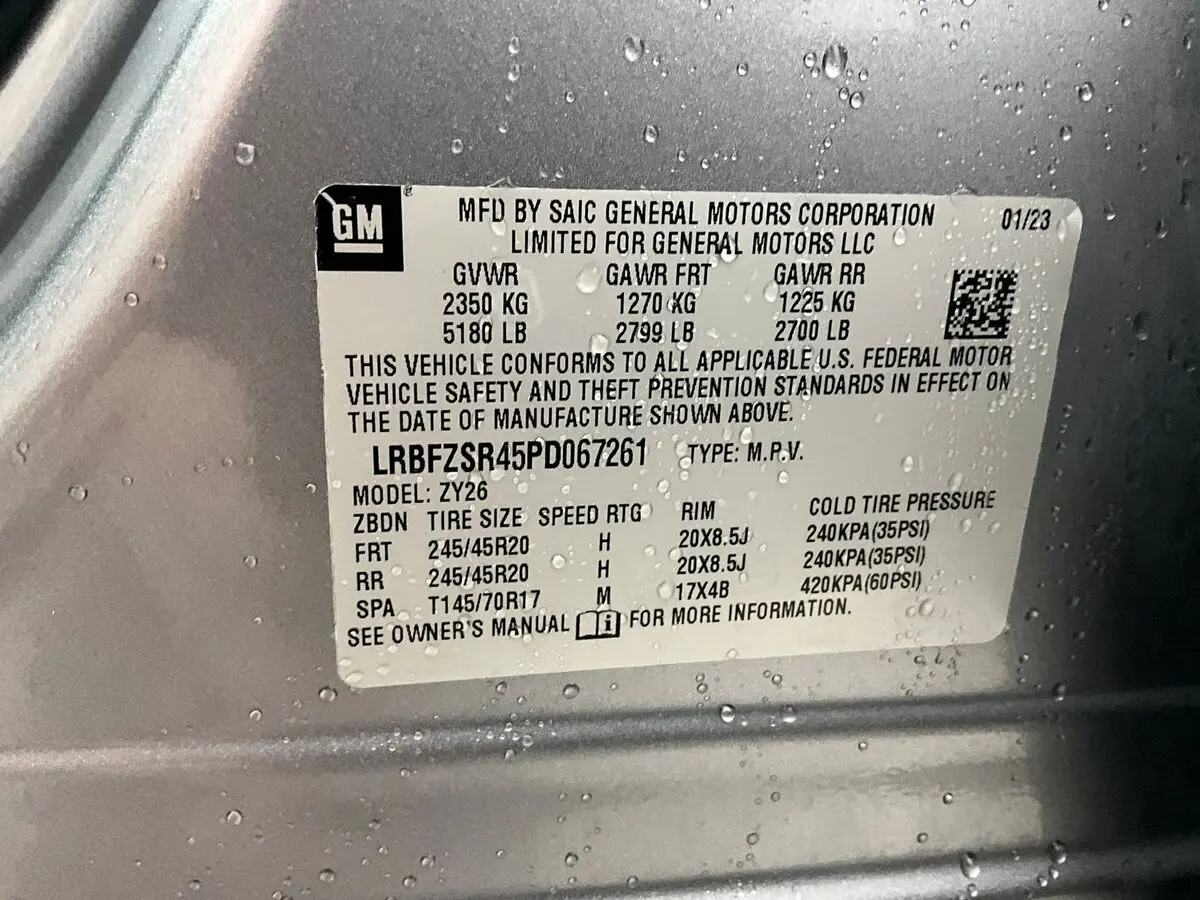 GM ®
MFD BY SAIC GENERAL MOTORS CORPORATION 01/23
LIMITED FOR GENERAL MOTORS LLC
GVWR GAWR FRT GAWR RR
2350 KG 1270 KG 1225 KG
5180 LB 2799 LB 2700 LB
THIS VEHICLE CONFORMS TO ALL APPLICABLE U.S. FEDERAL MOTOR
VEHICLE SAFETY AND THEFT PREVENTION STANDARDS IN EFFECT ON
THE DATE OF MANUFACTURE SHOWN ABOVE.
LRBFZSR45PD067261 TYPE: M.P.V.
MODEL: ZY26
ZBDN TIRE SIZE SPEED RTG RIM COLD TIRE PRESSURE
FRT 245/45R20 H 20X8.5J 240KPA(35PSI)
RR 245/45R20 H 20X8.5J 240KPA(35PSI)
SPA T145/70R17 M 17X4B 420KPA(60PSI)
SEE OWNER'S MANUAL i FOR MORE INFORMATION.